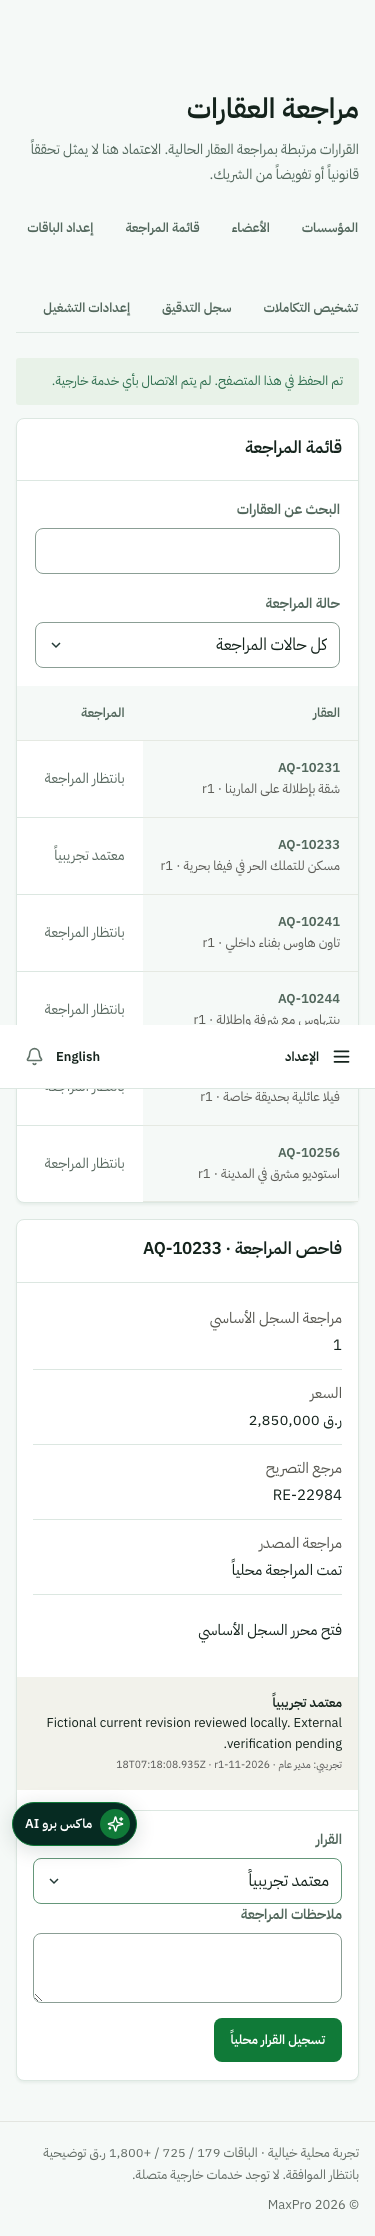 مراجعة العقارات
القرارات مرتبطة بمراجعة العقار الحالية. الاعتماد هنا لا يمثل تحققاً
قانونياً أو تفويضاً من الشريك.
المؤسسات
الأعضاء
قائمة المراجعة
إعداد الباقات
تشخيص التكاملات
سجل التدقيق
إعدادات التشغيل
تم الحفظ في هذا المتصفح. لم يتم الاتصال بأي خدمة خارجية.
قائمة المراجعة
البحث عن العقارات
حالة المراجعة
كل حالات المراجعة
العقار
المراجعة
AQ-10231
شقة بإطلالة على المارينا · r1
بانتظار المراجعة
AQ-10233
مسكن للتملك الحر في فيفا بحرية · r1
معتمد تجريبياً
AQ-10241
تاون هاوس بفناء داخلي · r1
بانتظار المراجعة
AQ-10244
بنتهاوس مع شرفة وإطلالة · r1
بانتظار المراجعة
الإعداد
English
فيلا عائلية بحديقة خاصة · r1
بانتظار المراجعة
AQ-10256
استوديو مشرق في المدينة · r1
بانتظار المراجعة
فاحص المراجعة · AQ-10233
مراجعة السجل الأساسي
1
السعر
ر.ق 2,850,000
مرجع التصريح
RE-22984
مراجعة المصدر
تمت المراجعة محلياً
فتح محرر السجل الأساسي
معتمد تجريبياً
Fictional current revision reviewed locally. External
verification pending.
تجريبي: مدير عام · 2026-11-18T07:18:08.935Z · r1
ماكس برو AI
القرار
معتمد تجريبياً
ملاحظات المراجعة
تسجيل القرار محلياً
تجربة محلية خيالية · الباقات 179 / 725 / +1,800 ر.ق توضيحية
بانتظار الموافقة. لا توجد خدمات خارجية متصلة.
© 2026 MaxPro